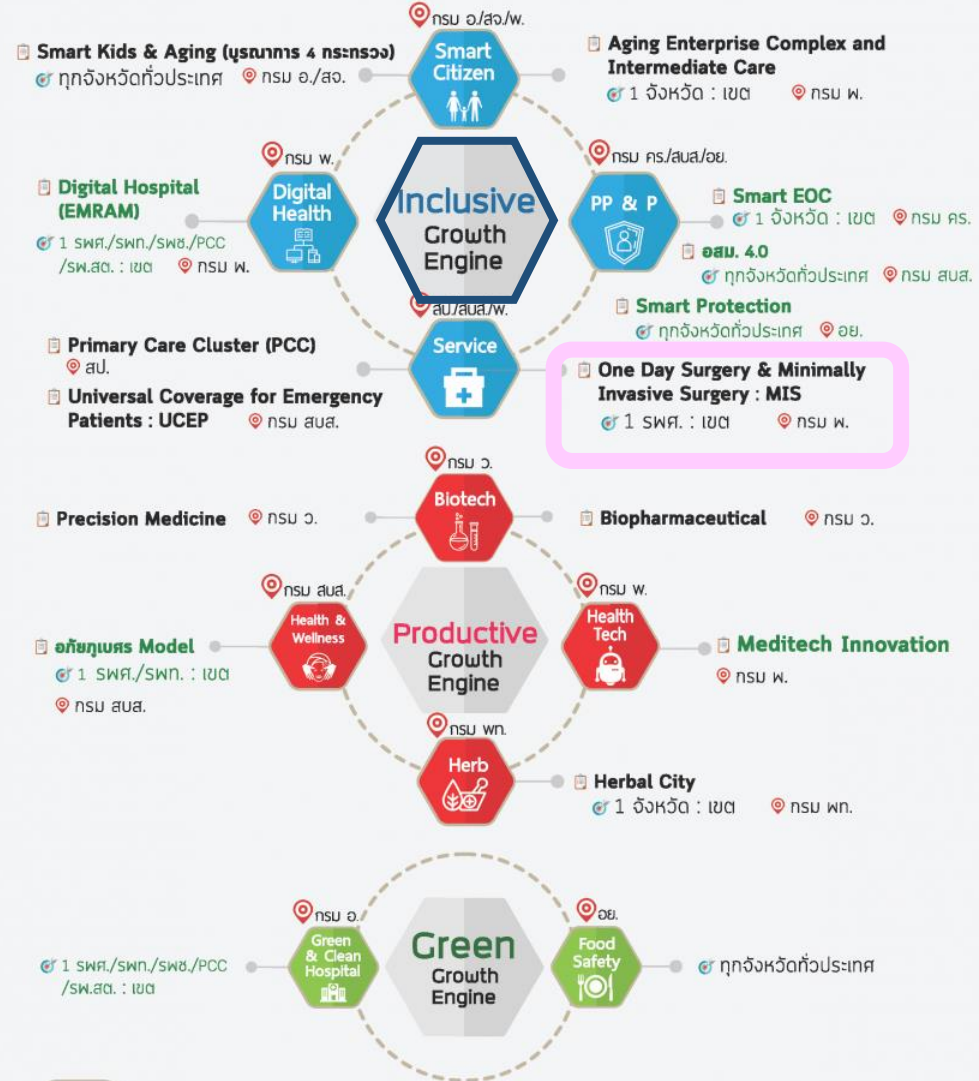 กรม อ./สจ./พ.
Smart
Citizen
Smart Kids & Aging (บูรณาการ 4 กระทรวง)
ทุกจังหวัดทั่วประเทศ กรม อ./สจ.
Aging Enterprise Complex and
Intermediate Care
1 จังหวัด : เขต กรม พ.
กรม พ.
Digital
Health
Digital Hospital
(EMRAM)
1 รพศ./รพท./รพช./PCC
/รพ.สต. : เขต กรม พ.
Inclusive
Growth
Engine
กรม คร./สบส./อย.
PP & P
Smart EOC
1 จังหวัด : เขต กรม คร.
อสม. 4.0
ทุกจังหวัดทั่วประเทศ กรม สบส.
Smart Protection
ทุกจังหวัดทั่วประเทศ อย.
สป./สบส./พ.
Service
Primary Care Cluster (PCC)
สป.
Universal Coverage for Emergency
Patients : UCEP กรม สบส.
One Day Surgery & Minimally
Invasive Surgery : MIS
1 รพศ. : เขต กรม พ.
กรม ว.
Biotech
Precision Medicine กรม ว.
Biopharmaceutical กรม ว.
กรม สบส.
Health &
Wellness
อภัยภูเบศร Model
1 รพศ./รพท. : เขต
กรม สบส.
Productive
Growth
Engine
กรม พ.
Health
Tech
Meditech Innovation
กรม พ.
กรม พท.
Herb
Herbal City
1 จังหวัด : เขต กรม พท.
กรม อ.
Green
& Clean
Hospital
1 รพศ./รพท./รพช./PCC
/รพ.สต. : เขต
Green
Growth
Engine
อย.
Food
Safety
ทุกจังหวัดทั่วประเทศ